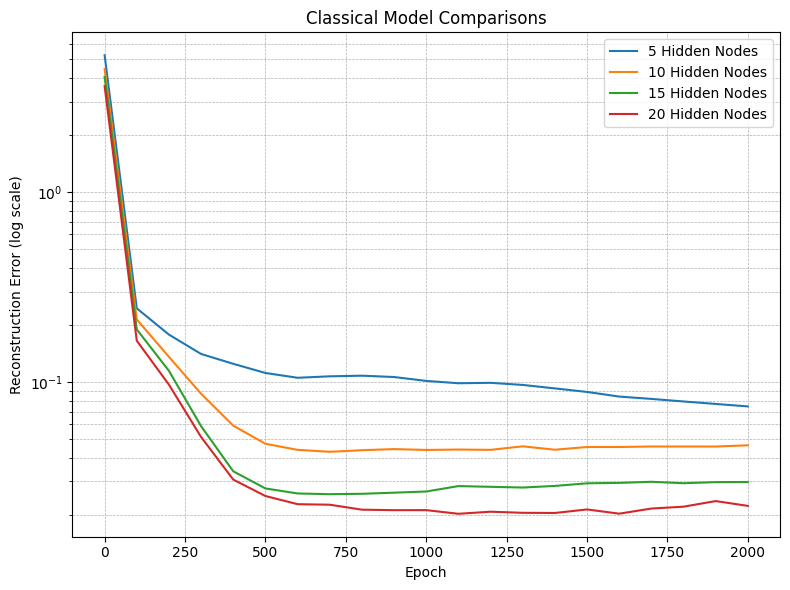 Classical Model Comparisons
5 Hidden Nodes
10 Hidden Nodes
15 Hidden Nodes
20 Hidden Nodes
Reconstruction Error (log scale)
10⁰
10⁻¹
0 250 500 750 1000 1250 1500 1750 2000
Epoch